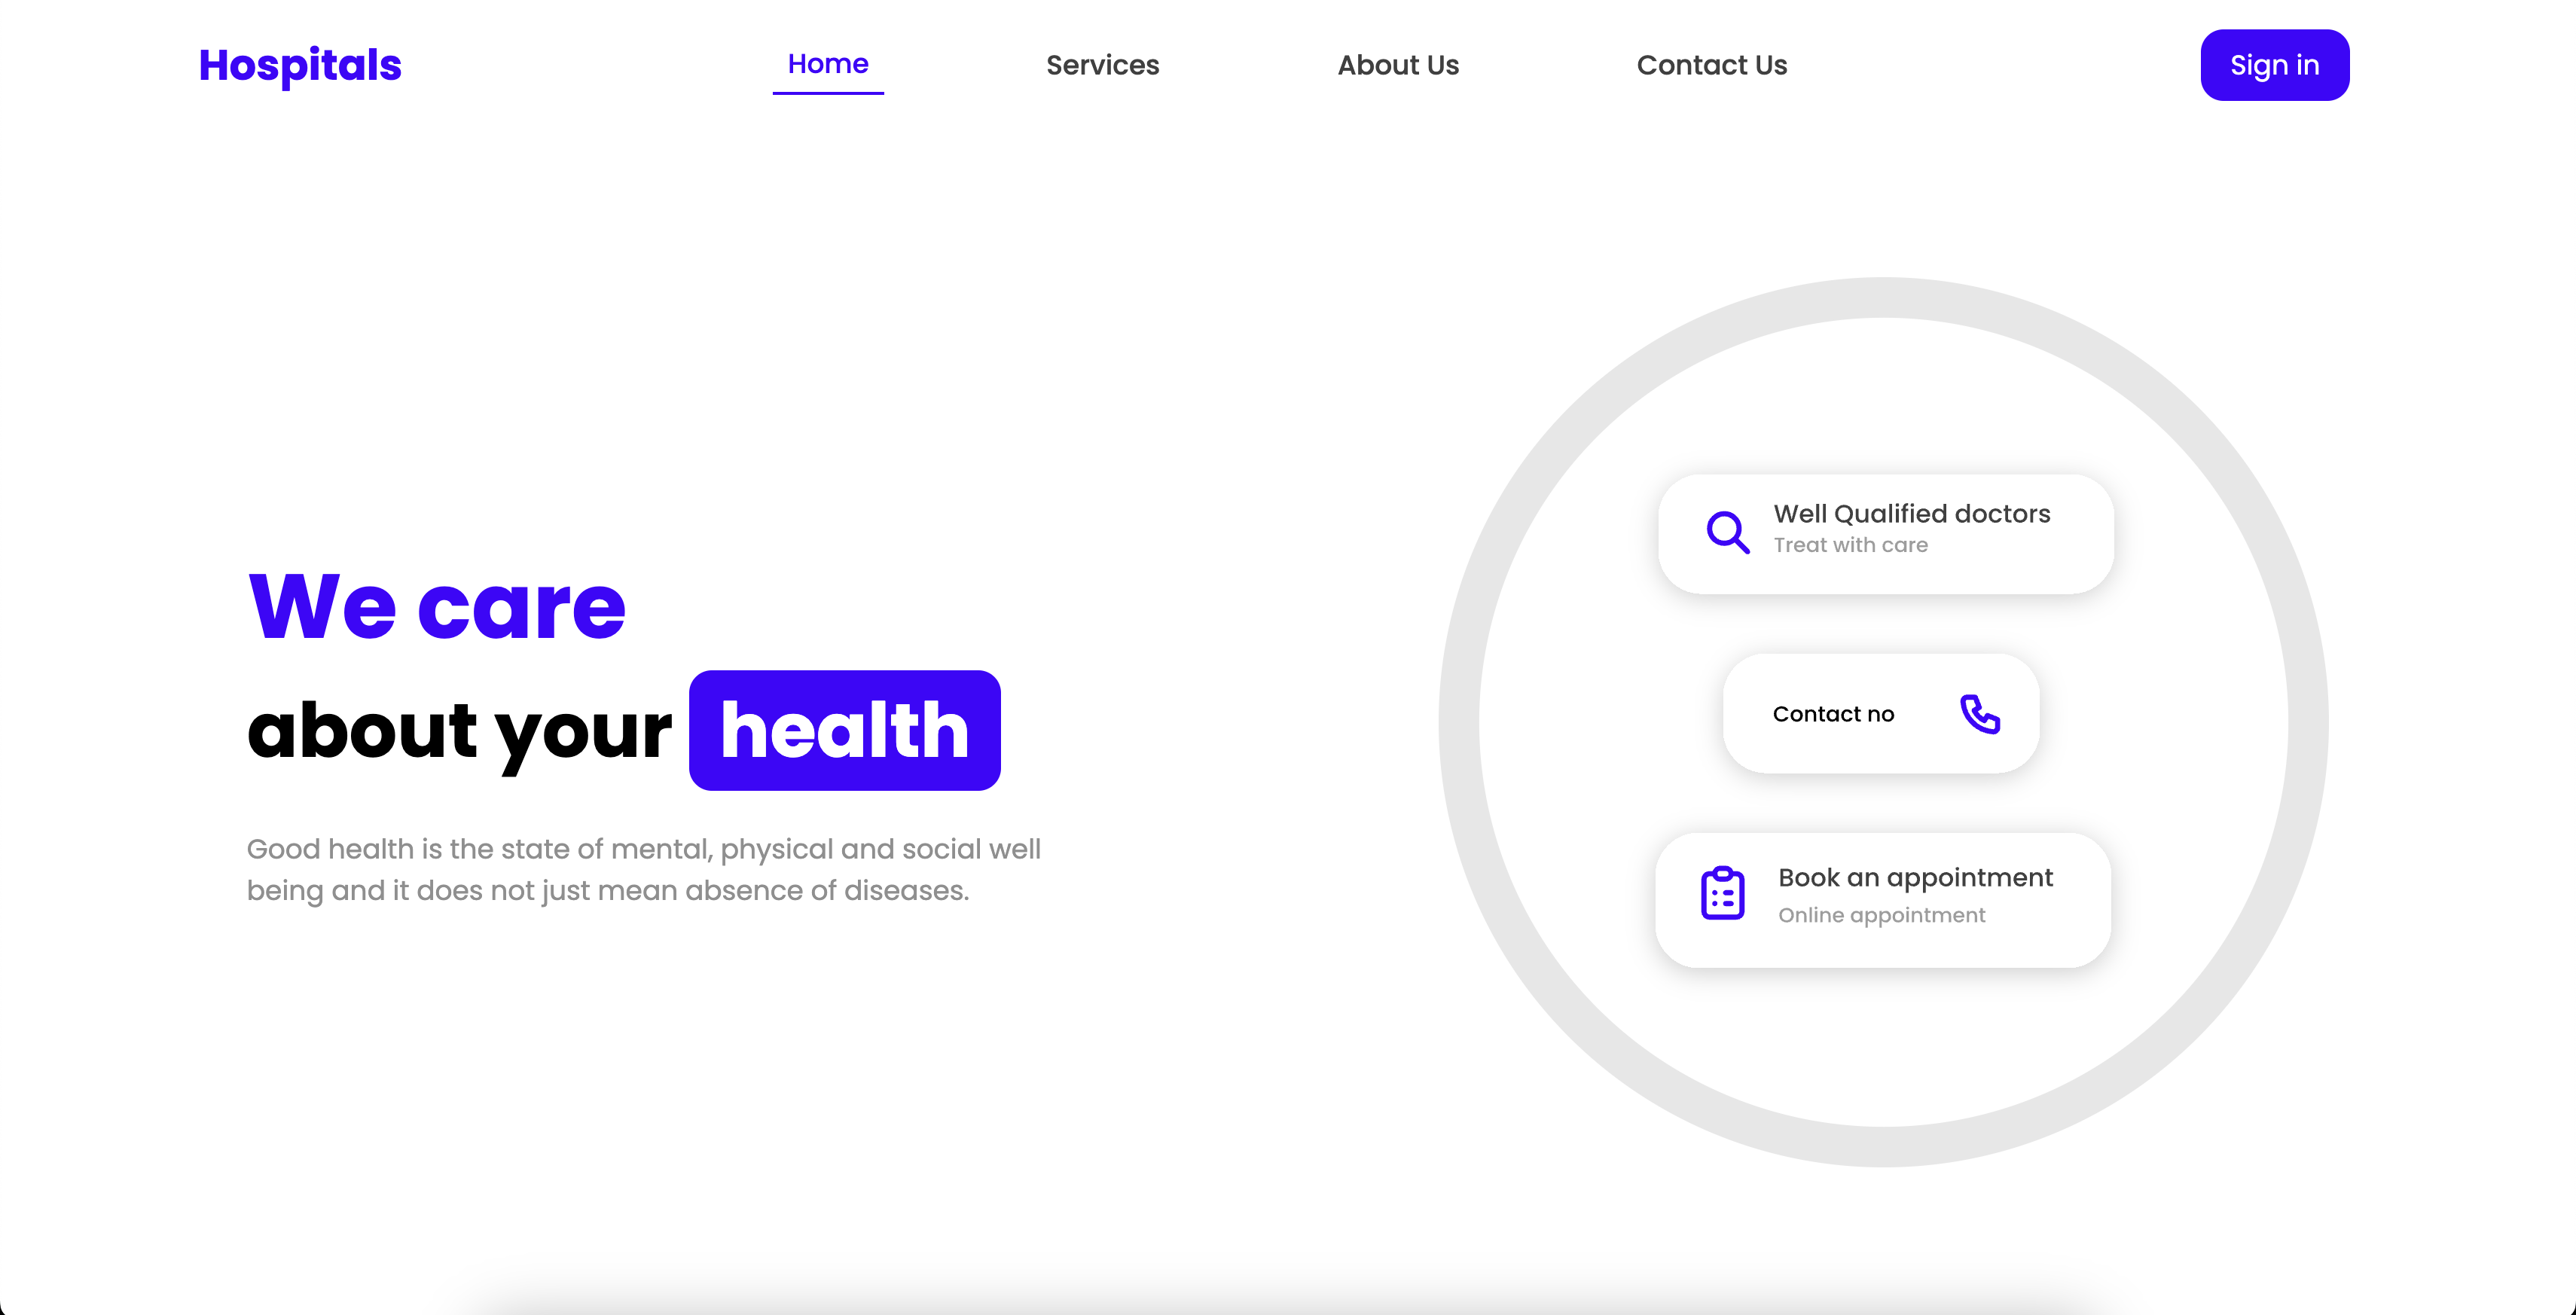 Hospitals
Home
Services
About Us
Contact Us
Sign in
We care
about your health
Good health is the state of mental, physical and social well
being and it does not just mean absence of diseases.
Well Qualified doctors
Treat with care
Contact no
Book an appointment
Online appointment